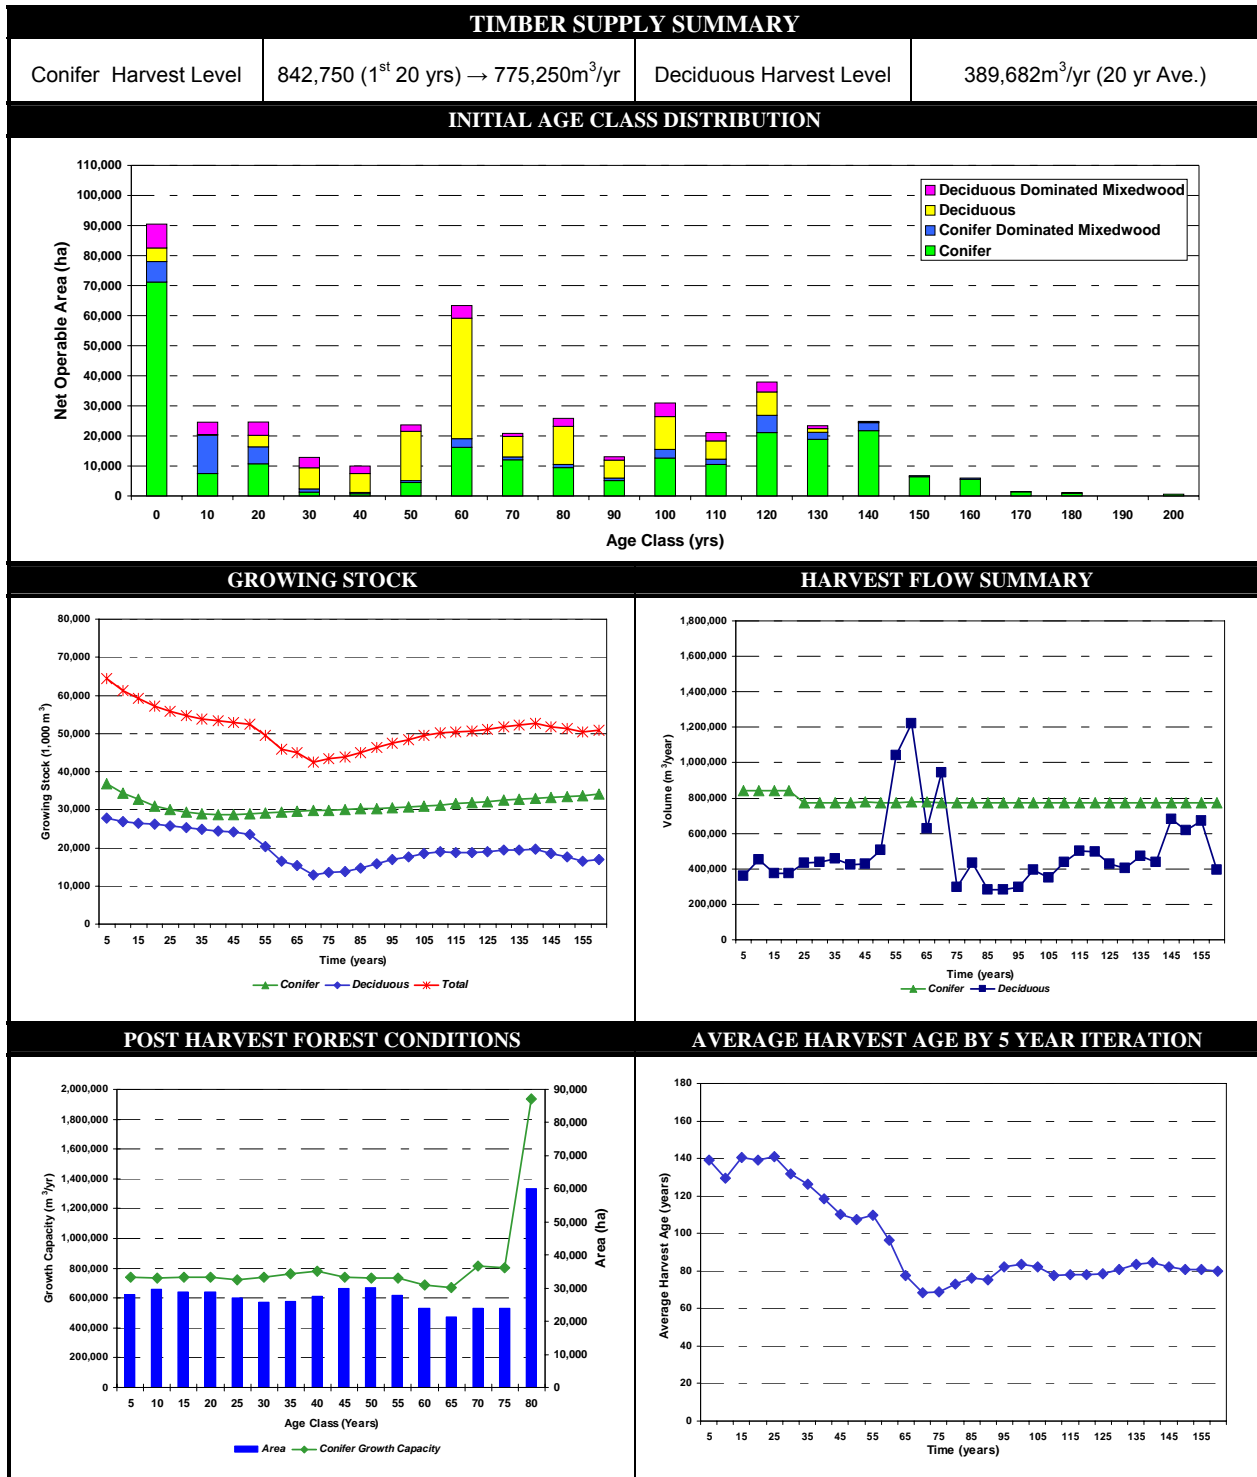 TIMBER SUPPLY SUMMARY
Conifer Harvest Level 842,750 (1st 20 yrs) → 775,250m³/yr Deciduous Harvest Level 389,682m³/yr (20 yr Ave.)
INITIAL AGE CLASS DISTRIBUTION
110,000
100,000
90,000
80,000
70,000
60,000
50,000
40,000
30,000
20,000
10,000
0
Net Operable Area (ha)
Deciduous Dominated Mixedwood
Deciduous
Conifer Dominated Mixedwood
Conifer
0 10 20 30 40 50 60 70 80 90 100 110 120 130 140 150 160 170 180 190 200
Age Class (yrs)
GROWING STOCK
80,000
70,000
60,000
50,000
40,000
30,000
20,000
10,000
0
Growing Stock (1,000 m³)
5 15 25 35 45 55 65 75 85 95 105 115 125 135 145 155
Time (years)
Conifer Deciduous Total
HARVEST FLOW SUMMARY
1,800,000
1,600,000
1,400,000
1,200,000
1,000,000
800,000
600,000
400,000
200,000
0
Volume (m³/year)
5 15 25 35 45 55 65 75 85 95 105 115 125 135 145 155
Time (years)
Conifer Deciduous
POST HARVEST FOREST CONDITIONS
2,000,000
1,800,000
1,600,000
1,400,000
1,200,000
1,000,000
800,000
600,000
400,000
200,000
0
Growth Capacity (m³/yr)
90,000
80,000
70,000
60,000
50,000
40,000
30,000
20,000
10,000
0
Area (ha)
5 10 15 20 25 30 35 40 45 50 55 60 65 70 75 80
Age Class (Years)
Area Conifer Growth Capacity
AVERAGE HARVEST AGE BY 5 YEAR ITERATION
180
160
140
120
100
80
60
40
20
0
Average Harvest Age (years)
5 15 25 35 45 55 65 75 85 95 105 115 125 135 145 155
Time (years)